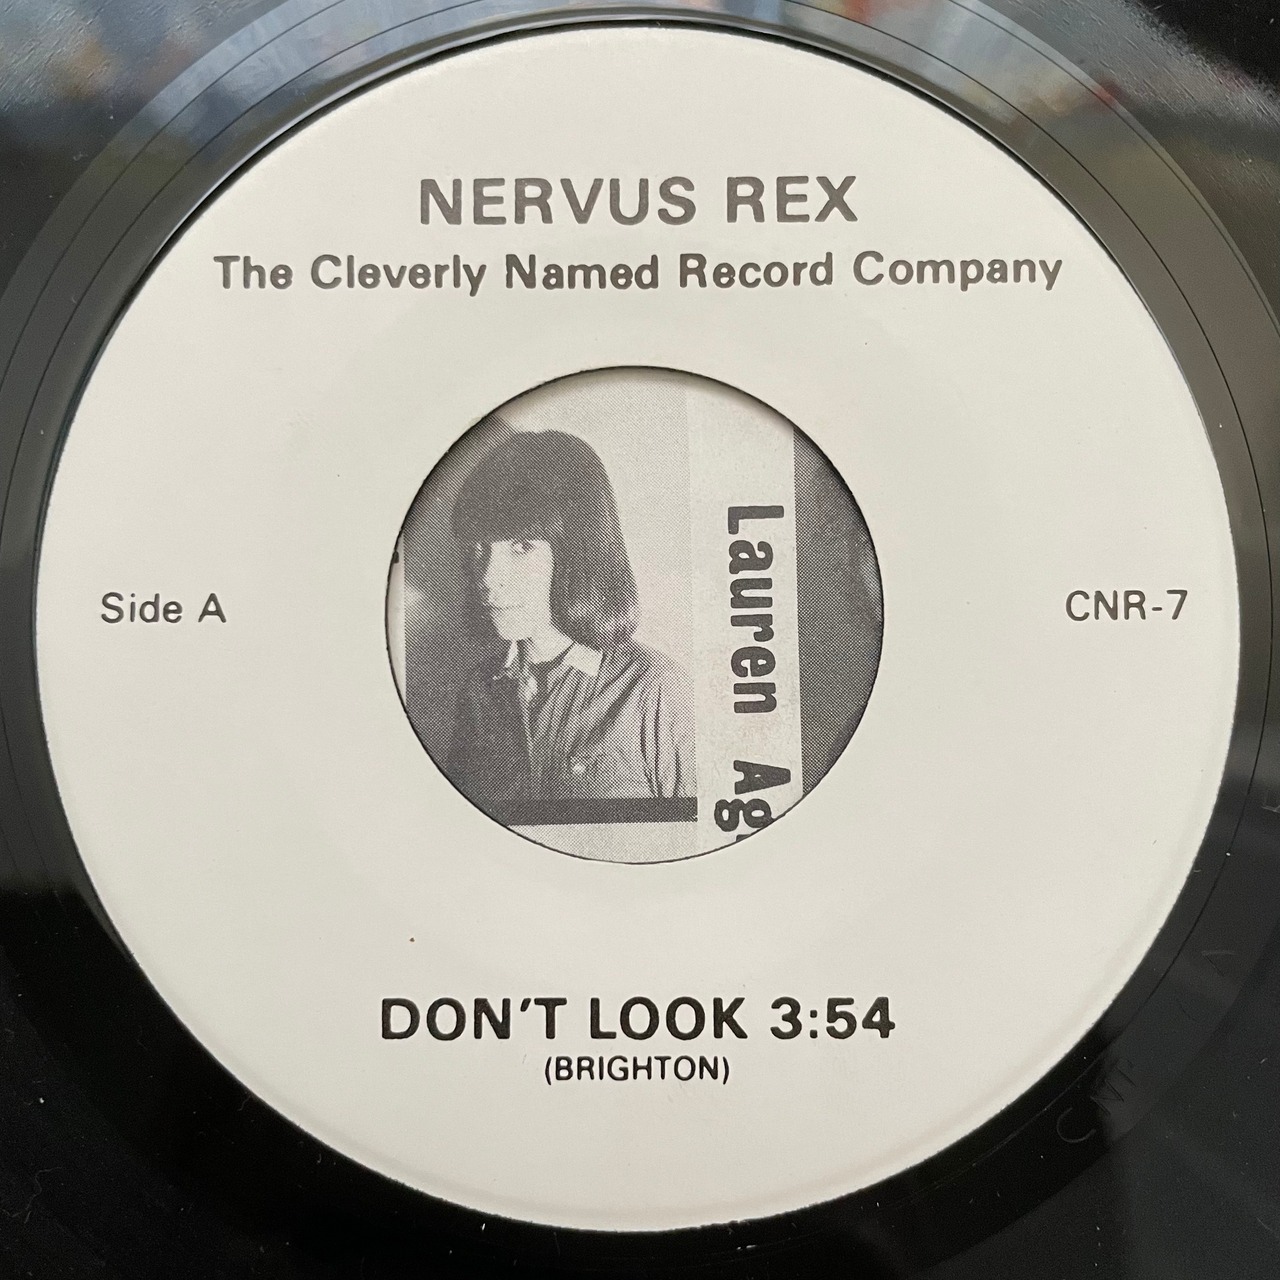 NERVUS REX
The Cleverly Named Record Company
Side A
CNR-7
Lauren
DON'T LOOK 3:54
(BRIGHTON)